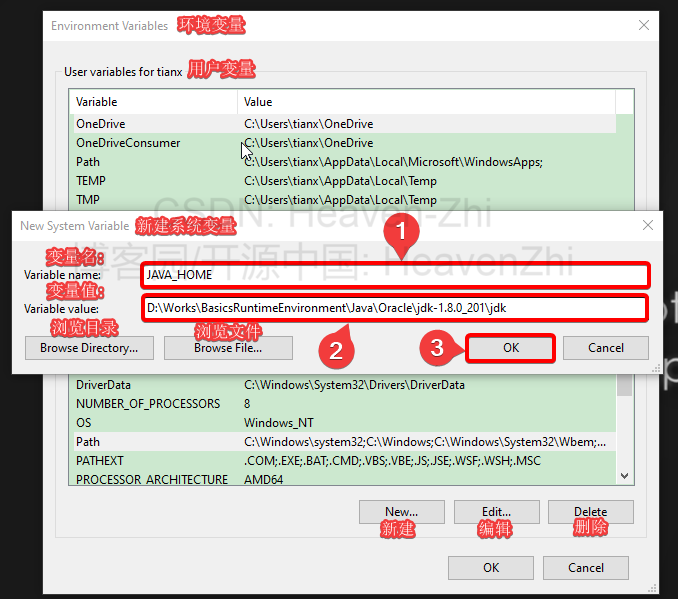 Environment Variables 环境变量
User variables for tianx 用户变量
Variable Value
OneDrive C:\Users\tianx\OneDrive
OneDriveConsumer C:\Users\tianx\OneDrive
Path C:\Users\tianx\AppData\Local\Microsoft\WindowsApps;
TEMP C:\Users\tianx\AppData\Local\Temp
TMP C:\Users\tianx\AppData\Local\Temp
CSDN: Heaven-Zhi
New System Variable 新建系统变量
1
博客园/开源中国: HeavenZhi
变量名:
Variable name: JAVA_HOME
变量值:
Variable value: D:\Works\BasicsRuntimeEnvironment\Java\Oracle\jdk-1.8.0_201\jdk
浏览目录 浏览文件
Browse Directory... Browse File... 2 3 OK Cancel
DriverData C:\Windows\System32\Drivers\DriverData
NUMBER_OF_PROCESSORS 8
OS Windows_NT
Path C:\Windows\system32;C:\Windows;C:\Windows\System32\Wbem;...
PATHEXT .COM;.EXE;.BAT;.CMD;.VBS;.VBE;.JS;.JSE;.WSF;.WSH;.MSC
PROCESSOR_ARCHITECTURE AMD64
New... Edit... Delete
新建 编辑 删除
OK Cancel